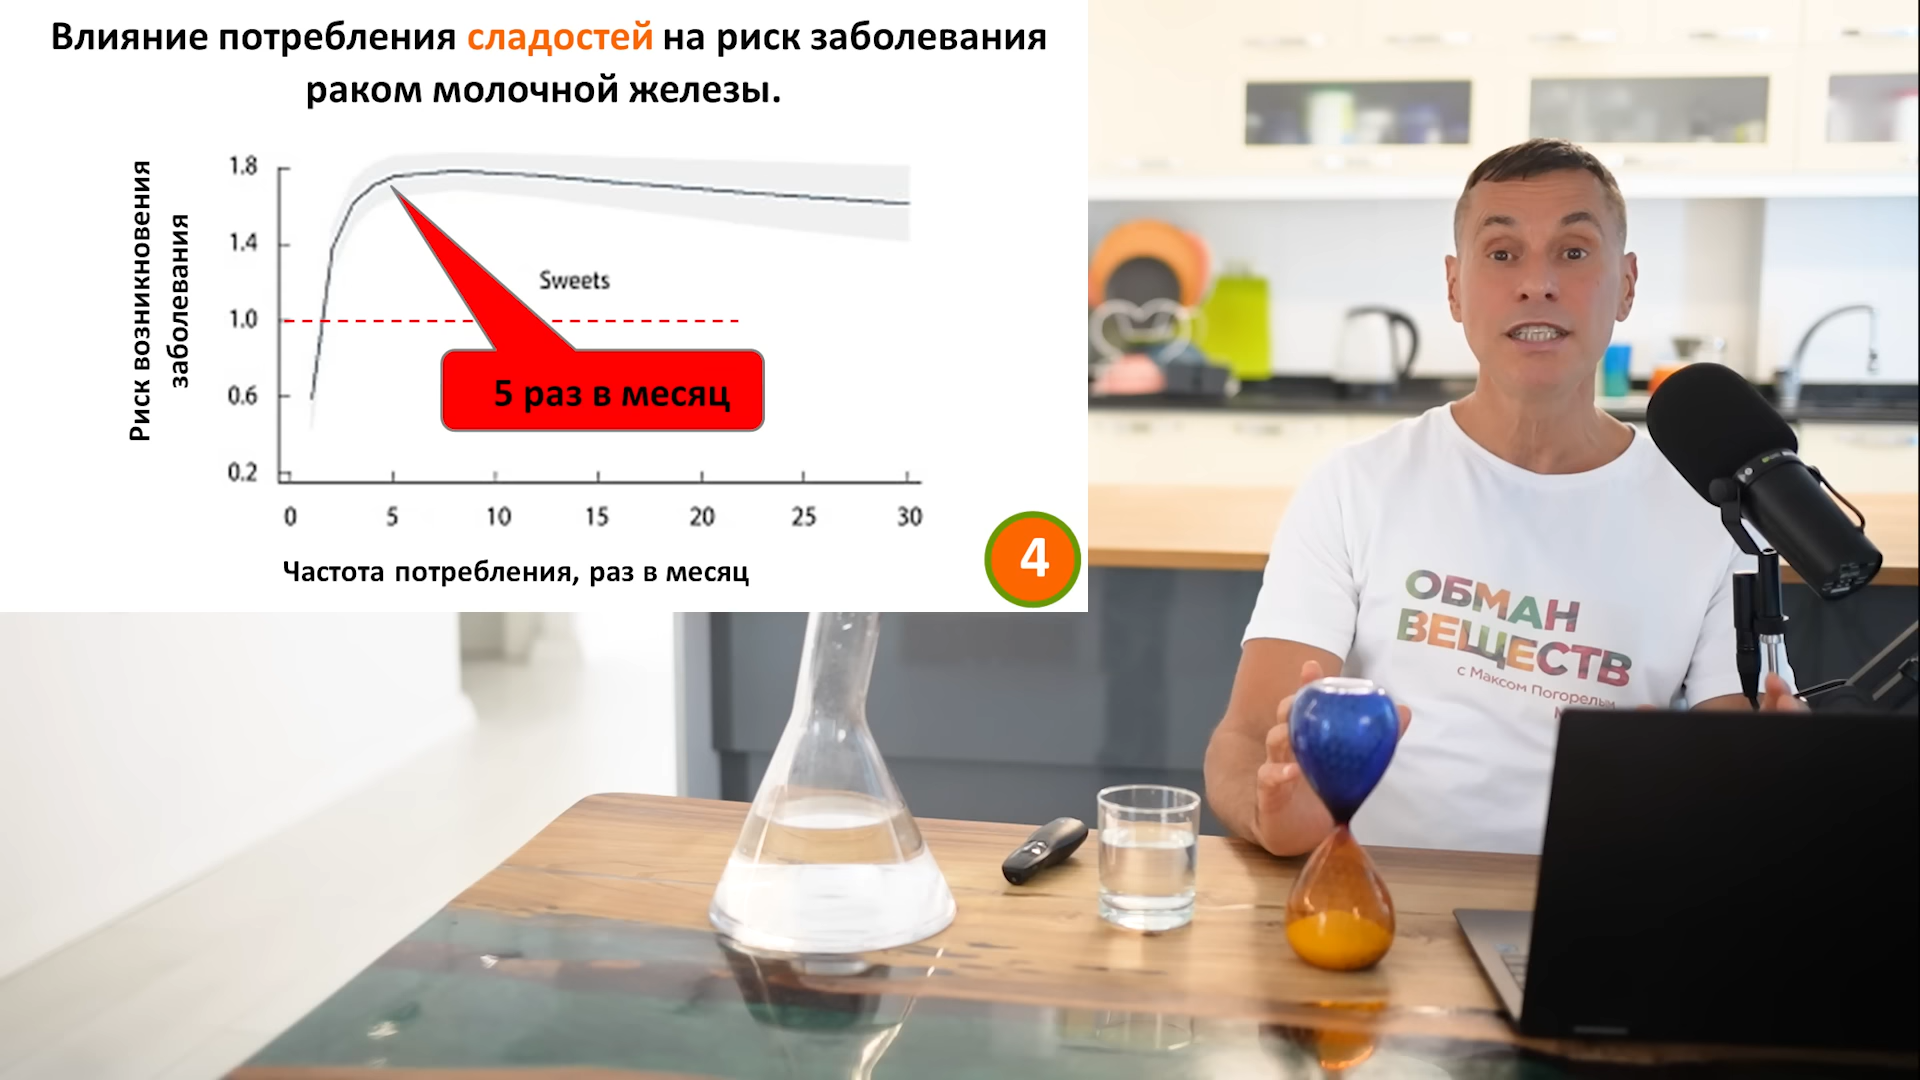 Влияние потребления сладостей на риск заболевания
раком молочной железы.
Риск возникновения
заболевания
1.8
1.4
1.0
0.6
0.2
Sweets
5 раз в месяц
0 5 10 15 20 25 30
Частота потребления, раз в месяц
4
ОБМАН
ВЕЩЕСТВ
с Максом Погорелым